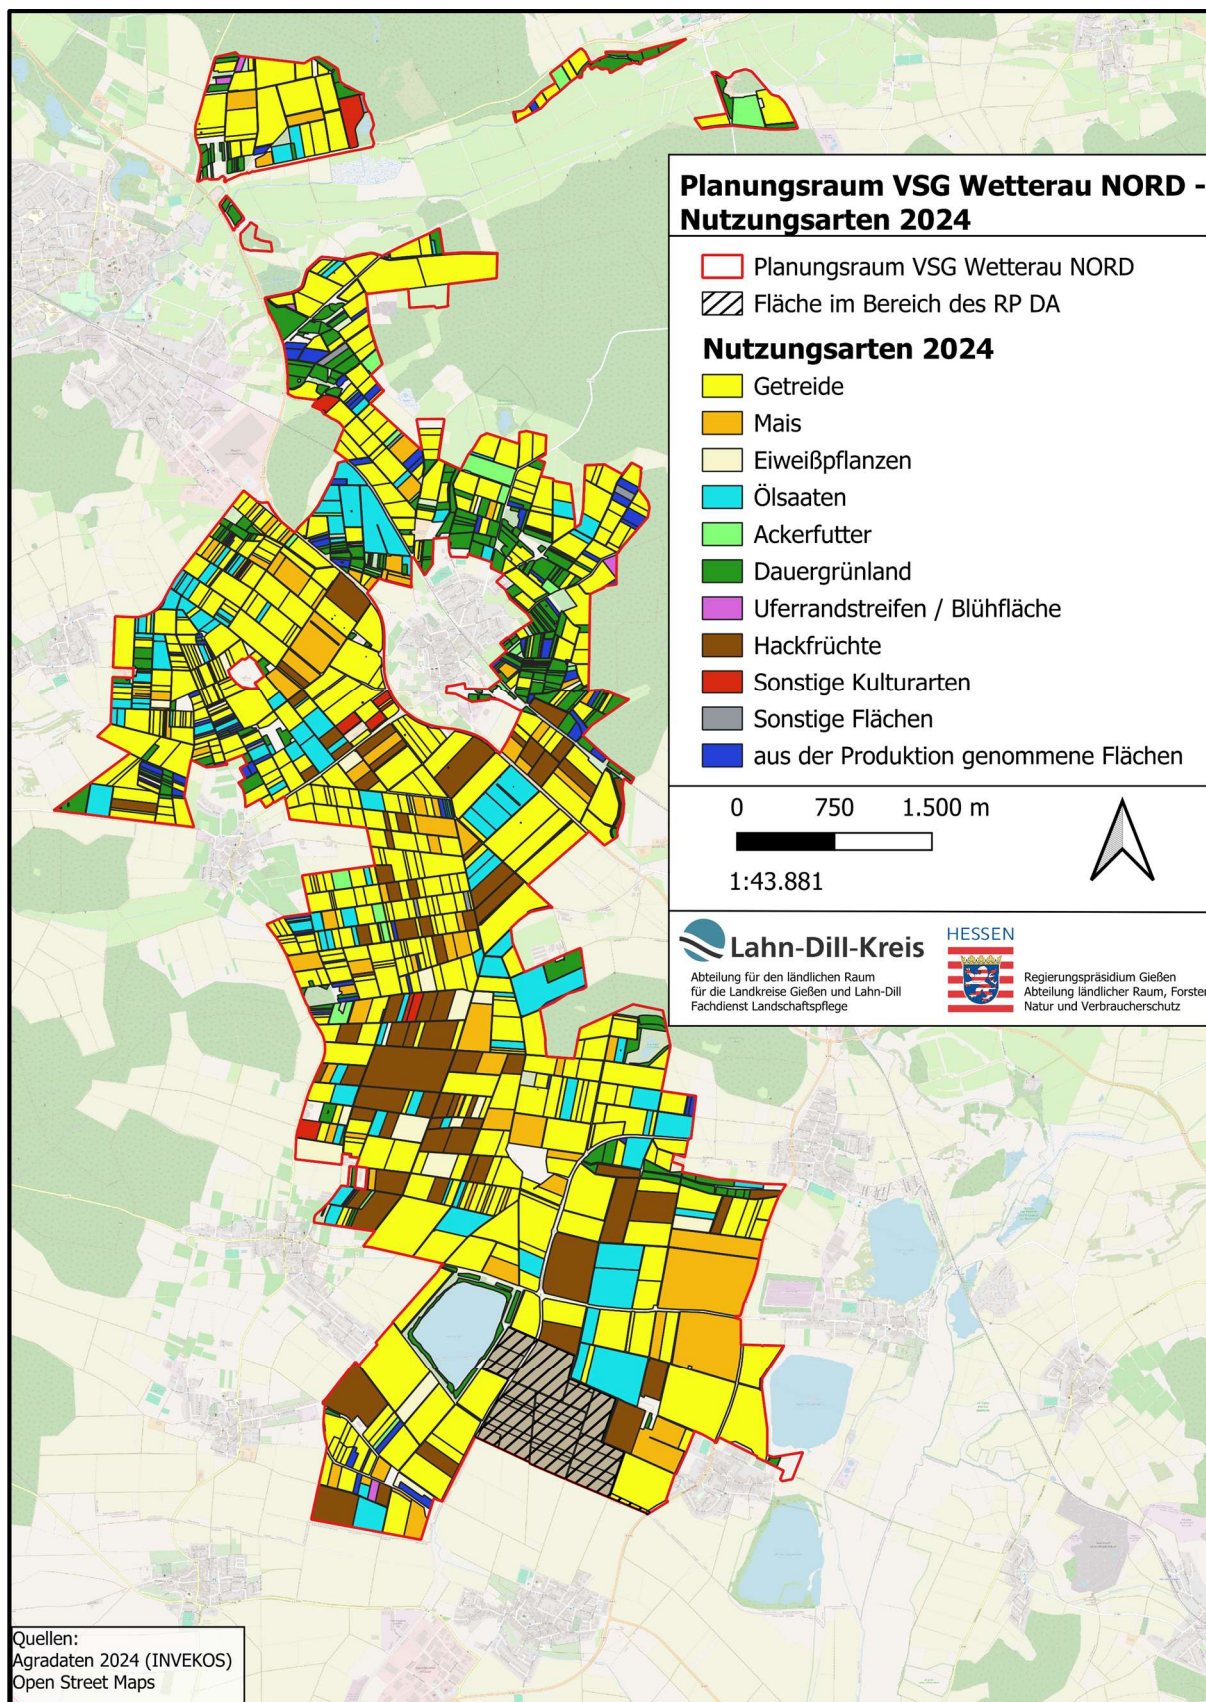 Planungsraum VSG Wetterau NORD -
Nutzungsarten 2024
Planungsraum VSG Wetterau NORD
Fläche im Bereich des RP DA
Nutzungsarten 2024
Getreide
Mais
Eiweißpflanzen
Ölsaaten
Ackerfutter
Dauergrünland
Uferrandstreifen / Blühfläche
Hackfrüchte
Sonstige Kulturarten
Sonstige Flächen
aus der Produktion genommene Flächen
0 750 1.500 m
1:43.881
Lahn-Dill-Kreis
Abteilung für den ländlichen Raum
für die Landkreise Gießen und Lahn-Dill
Fachdienst Landschaftspflege
HESSEN
Regierungspräsidium Gießen
Abteilung ländlicher Raum, Forsten
Natur und Verbraucherschutz
Quellen:
Agradaten 2024 (INVEKOS)
Open Street Maps